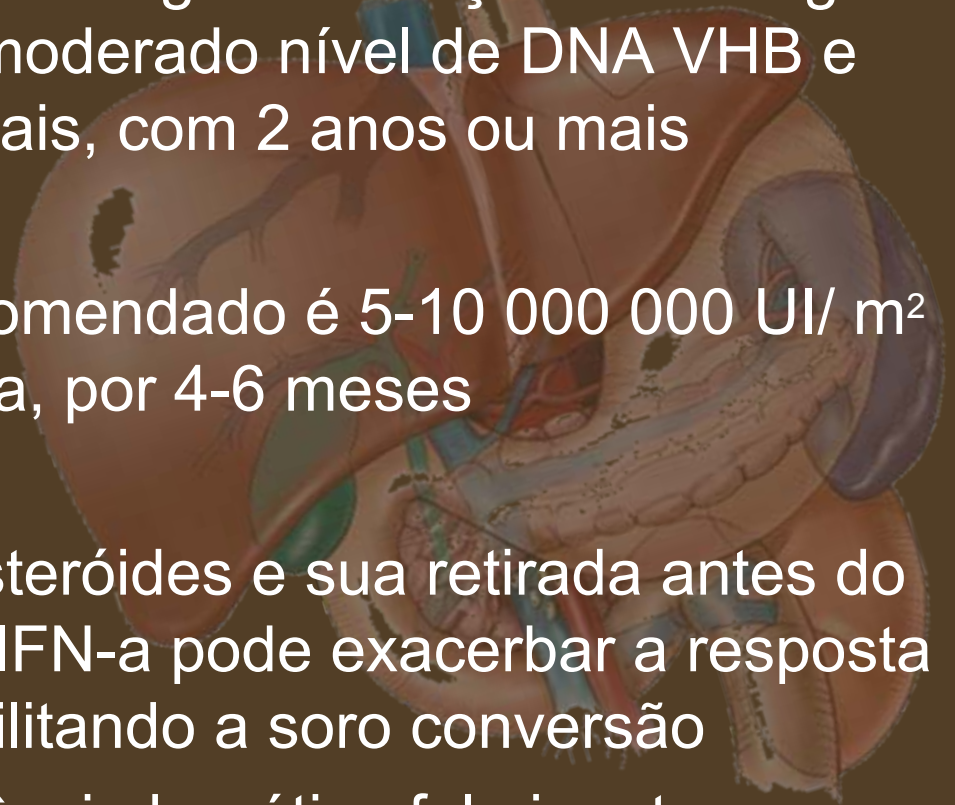 moderado nível de DNA VHB e
ais, com 2 anos ou mais
omendado é 5-10 000 000 UI/ m²
a, por 4-6 meses
steróides e sua retirada antes do
IFN-a pode exacerbar a resposta
ilitando a soro conversão